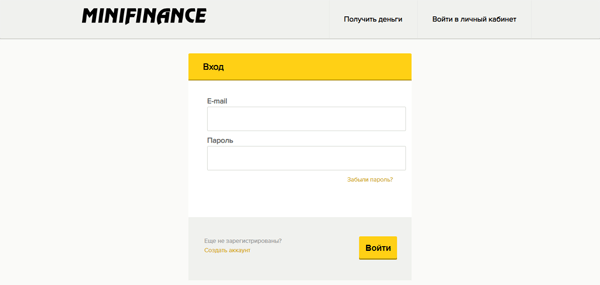 MINIFINANCE
Получить деньги
Войти в личный кабинет
Вход
E-mail
Пароль
Забыли пароль?
Еще не зарегистрированы?
Создать аккаунт
Войти